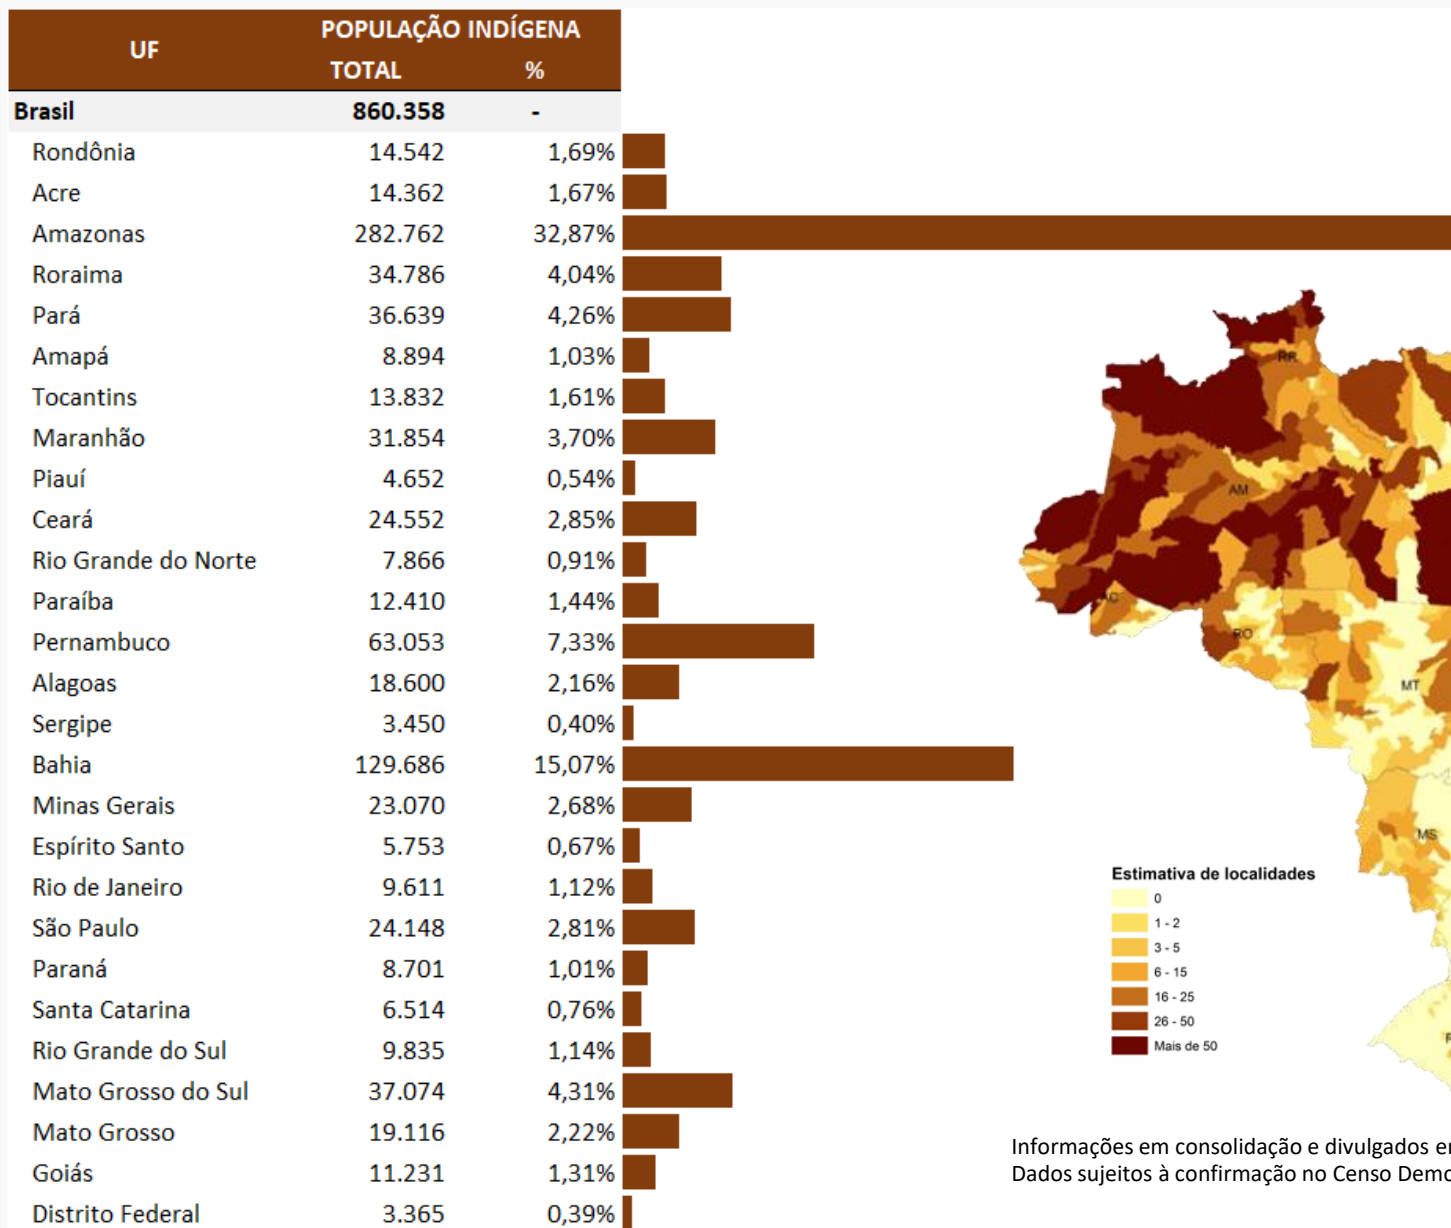 UF
POPULAÇÃO INDÍGENA
TOTAL %
Brasil 860.358 -
Rondônia 14.542 1,69%
Acre 14.362 1,67%
Amazonas 282.762 32,87%
Roraima 34.786 4,04%
Pará 36.639 4,26%
Amapá 8.894 1,03%
Tocantins 13.832 1,61%
Maranhão 31.854 3,70%
Piauí 4.652 0,54%
Ceará 24.552 2,85%
Rio Grande do Norte 7.866 0,91%
Paraíba 12.410 1,44%
Pernambuco 63.053 7,33%
Alagoas 18.600 2,16%
Sergipe 3.450 0,40%
Bahia 129.686 15,07%
Minas Gerais 23.070 2,68%
Espírito Santo 5.753 0,67%
Rio de Janeiro 9.611 1,12%
São Paulo 24.148 2,81%
Paraná 8.701 1,01%
Santa Catarina 6.514 0,76%
Rio Grande do Sul 9.835 1,14%
Mato Grosso do Sul 37.074 4,31%
Mato Grosso 19.116 2,22%
Goiás 11.231 1,31%
Distrito Federal 3.365 0,39%
RR
AM
AC
RO
MT
MS
Estimativa de localidades
0
1 - 2
3 - 5
6 - 15
16 - 25
26 - 50
Mais de 50
Informações em consolidação e divulgados
Dados sujeitos à confirmação no Censo